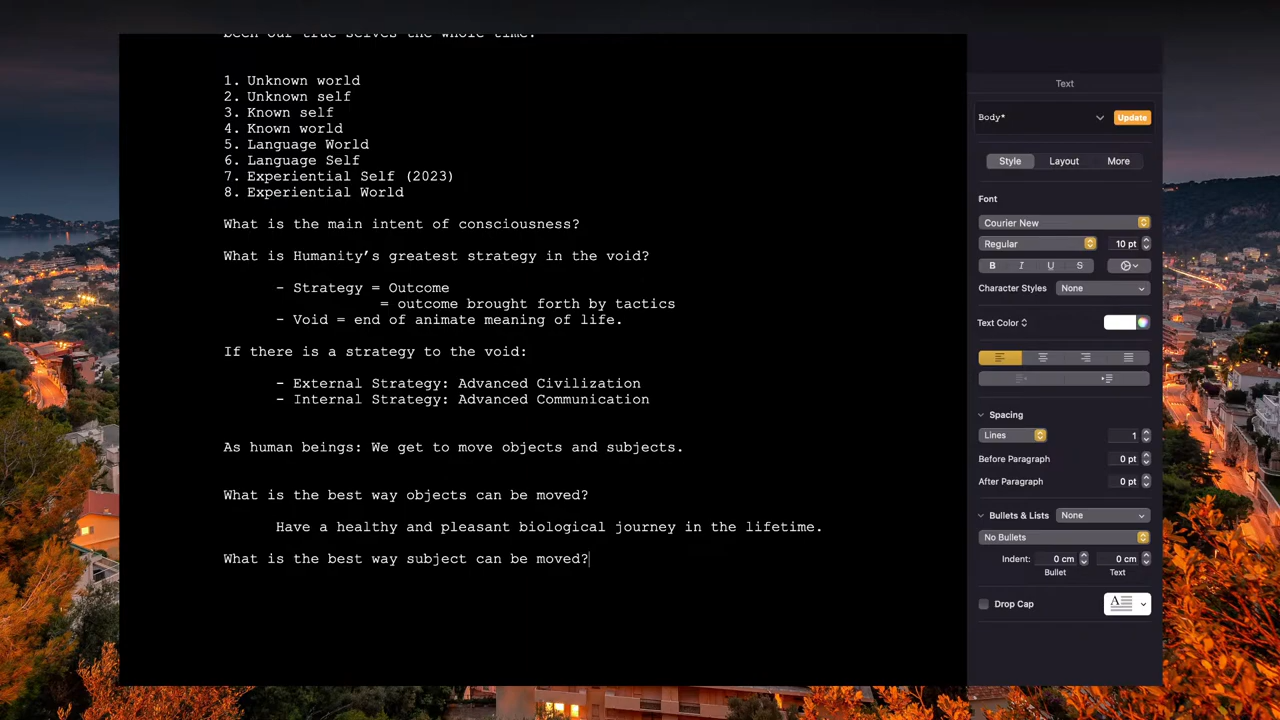 been our true selves the whole time.
1. Unknown world
2. Unknown self
3. Known self
4. Known world
5. Language World
6. Language Self
7. Experiential Self (2023)
8. Experiential World
What is the main intent of consciousness?
What is Humanity’s greatest strategy in the void?
- Strategy = Outcome
= outcome brought forth by tactics
- Void = end of animate meaning of life.
If there is a strategy to the void:
- External Strategy: Advanced Civilization
- Internal Strategy: Advanced Communication
As human beings: We get to move objects and subjects.
What is the best way objects can be moved?
Have a healthy and pleasant biological journey in the lifetime.
What is the best way subject can be moved?
Text
Body*
Update
Style Layout More
Font
Courier New
Regular 10 pt
B I U S
Character Styles None
Text Color
Spacing
Lines 1
Before Paragraph 0 pt
After Paragraph 0 pt
Bullets & Lists None
No Bullets
Indent: 0 cm 0 cm
Bullet Text
Drop Cap
A